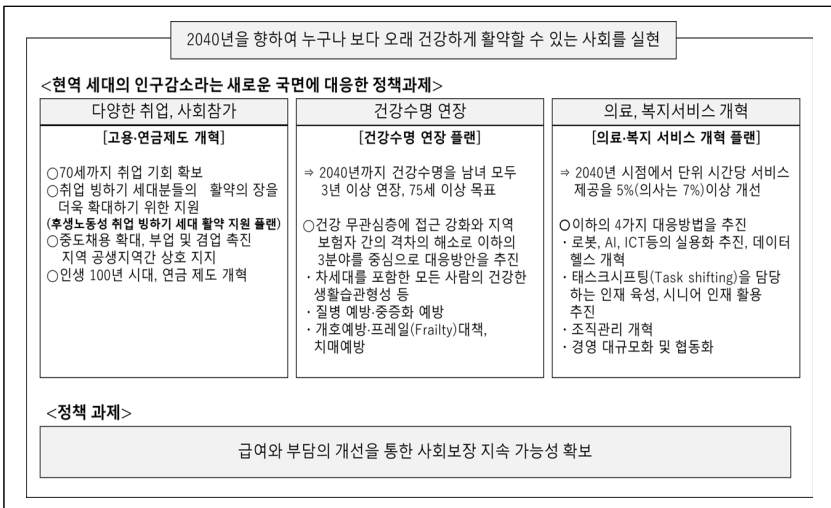 2040년을 향하여 누구나 보다 오래 건강하게 활약할 수 있는 사회를 실현
<현역 세대의 인구감소라는 새로운 국면에 대응한 정책과제>
다양한 취업, 사회참가
[고용·연금제도 개혁]
○70세까지 취업 기회 확보
○취업 빙하기 세대분들의 활약의 장을
더욱 확대하기 위한 지원
(후생노동성 취업 빙하기 세대 활약 지원 플랜)
○중도채용 확대, 부업 및 겸업 촉진
지역 공생지역간 상호 지지
○인생 100년 시대, 연금 제도 개혁
건강수명 연장
[건강수명 연장 플랜]
⇒ 2040년까지 건강수명을 남녀 모두
3년 이상 연장, 75세 이상 목표
○건강 무관심층에 접근 강화와 지역
보험자 간의 격차의 해소로 이하의
3분야를 중심으로 대응방안을 추진
· 차세대를 포함한 모든 사람의 건강한
생활습관형성 등
· 질병 예방·중증화 예방
· 개호예방·프레일(Frailty)대책,
치매예방
의료, 복지서비스 개혁
[의료·복지 서비스 개혁 플랜]
⇒ 2040년 시점에서 단위 시간당 서비스
제공을 5%(의사는 7%)이상 개선
○이하의 4가지 대응방법을 추진
· 로봇, AI, ICT등의 실용화 추진, 데이터
헬스 개혁
· 태스크시프팅(Task shifting)을 담당
하는 인재 육성, 시니어 인재 활용
추진
· 조직관리 개혁
· 경영 대규모화 및 협동화
<정책 과제>
급여와 부담의 개선을 통한 사회보장 지속 가능성 확보